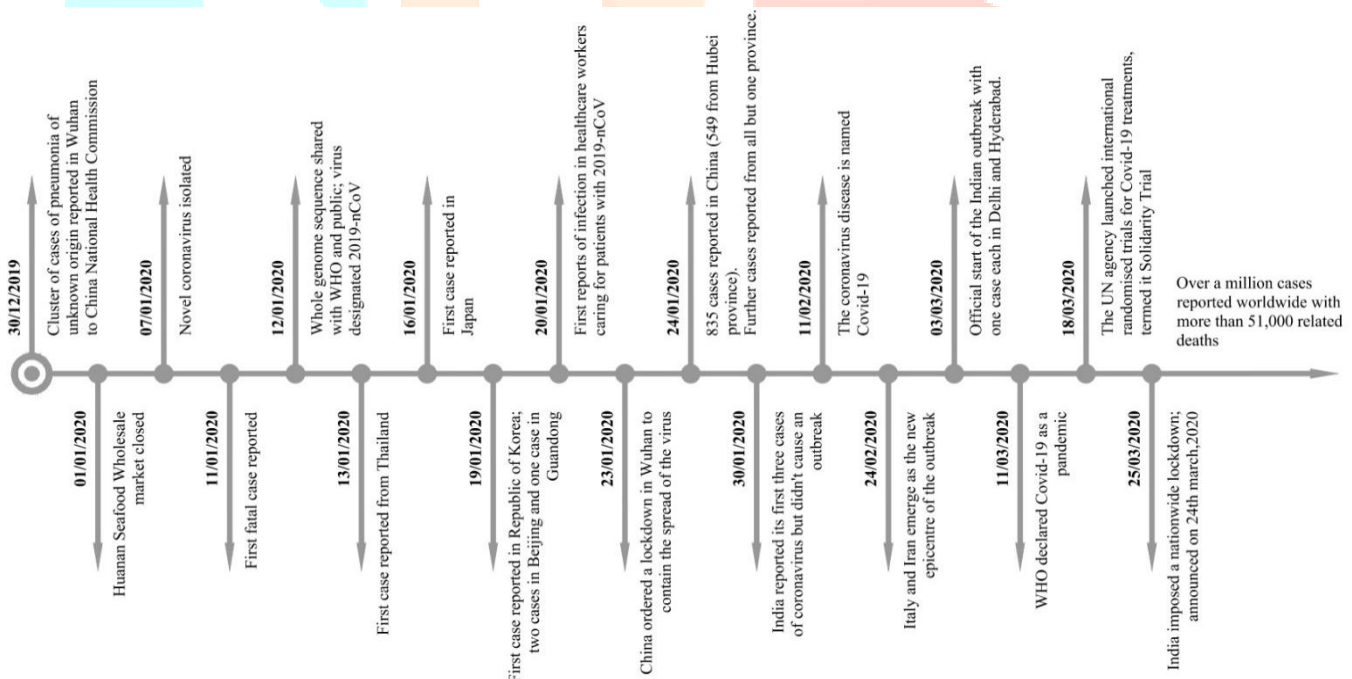 30/12/2019
Cluster of cases of pneumonia of
unknown origin reported in Wuhan
to China National Health Commission
01/01/2020
Huanan Seafood Wholesale
market closed
07/01/2020
Novel coronavirus isolated
11/01/2020
First fatal case reported
12/01/2020
Whole genome sequence shared
with WHO and public; virus
designated 2019-nCoV
13/01/2020
First case reported from Thailand
16/01/2020
First case reported in
Japan
19/01/2020
First case reported in Republic of Korea;
two cases in Beijing and one case in
Guandong
20/01/2020
First reports of infection in healthcare workers
caring for patients with 2019-nCoV
23/01/2020
China ordered a lockdown in Wuhan to
contain the spread of the virus
24/01/2020
835 cases reported in China (549 from Hubei
province).
Further cases reported from all but one province.
30/01/2020
India reported its first three cases
of coronavirus but didn't cause an
outbreak
11/02/2020
The coronavirus disease is named
Covid-19
24/02/2020
Italy and Iran emerge as the new
epicentre of the outbreak
03/03/2020
Official start of the Indian outbreak with
one case each in Delhi and Hyderabad.
11/03/2020
WHO declared Covid-19 as a
pandemic
18/03/2020
The UN agency launched international
randomised trials for Covid-19 treatments,
termed it Solidarity Trial
25/03/2020
India imposed a nationwide lockdown;
announced on 24th march,2020
Over a million cases
reported worldwide with
more than 51,000 related
deaths